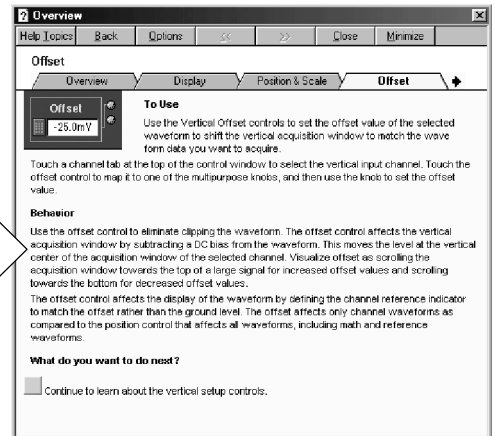 Overview
Help Topics Back Options << >> Close Minimize
Offset
Overview Display Position & Scale Offset
Offset
-25.0mV
To Use
Use the Vertical Offset controls to set the offset value of the selected
waveform to shift the vertical acquisition window to match the wave
form data you want to acquire.
Touch a channel tab at the top of the control window to select the vertical input channel. Touch the
offset control to map it to one of the multipurpose knobs, and then use the knob to set the offset
value.
Behavior
Use the offset control to eliminate clipping the waveform. The offset control affects the vertical
acquisition window by subtracting a DC bias from the waveform. This moves the level at the vertical
center of the acquisition window of the selected channel. Visualize offset as scrolling the
acquisition window towards the top of a large signal for increased offset values and scrolling
towards the bottom for decreased offset values.
The offset control affects the display of the waveform by defining the channel reference indicator
to match the offset rather than the ground level. The offset affects only channel waveforms as
compared to the position control that affects all waveforms, including math and reference
waveforms.
What do you want to do next?
Continue to learn about the vertical setup controls.